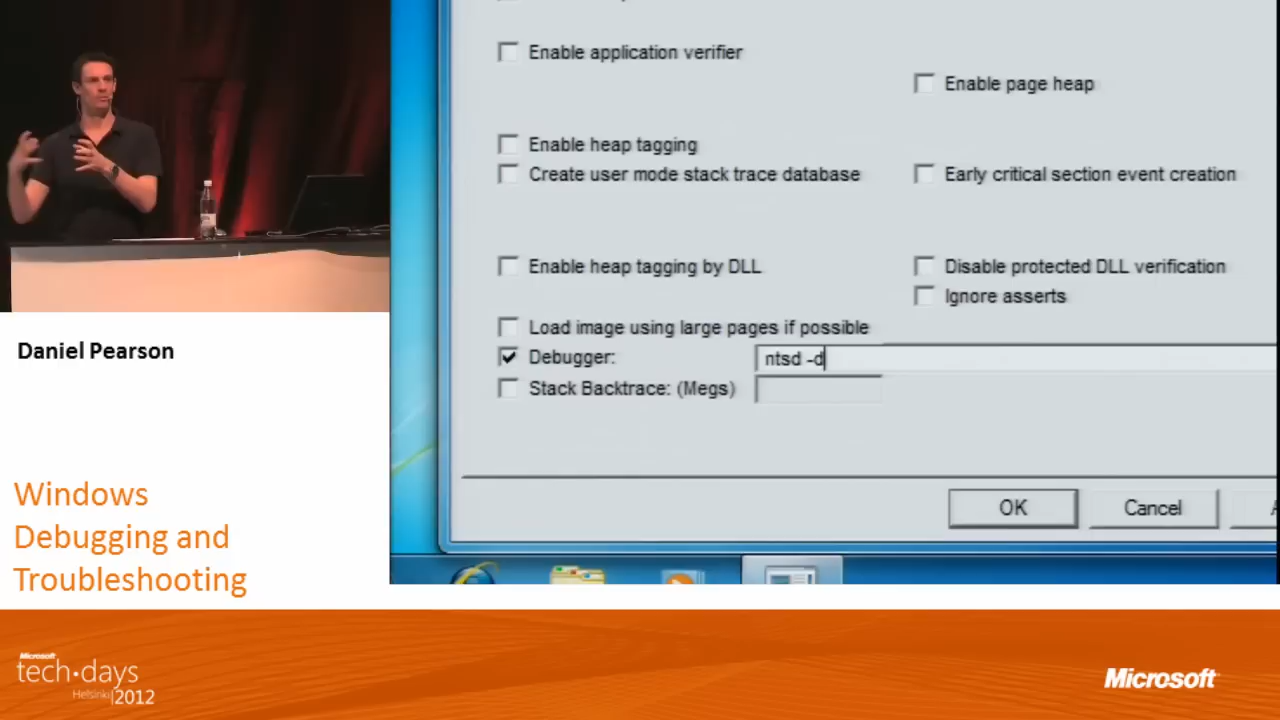 Enable application verifier
Enable page heap
Enable heap tagging
Create user mode stack trace database
Early critical section event creation
Enable heap tagging by DLL
Disable protected DLL verification
Ignore asserts
Load image using large pages if possible
Debugger:
ntsd -d
Stack Backtrace: (Megs)
OK
Cancel
Daniel Pearson
Windows
Debugging and
Troubleshooting
Microsoft
tech·days
Helsinki|2012
Microsoft